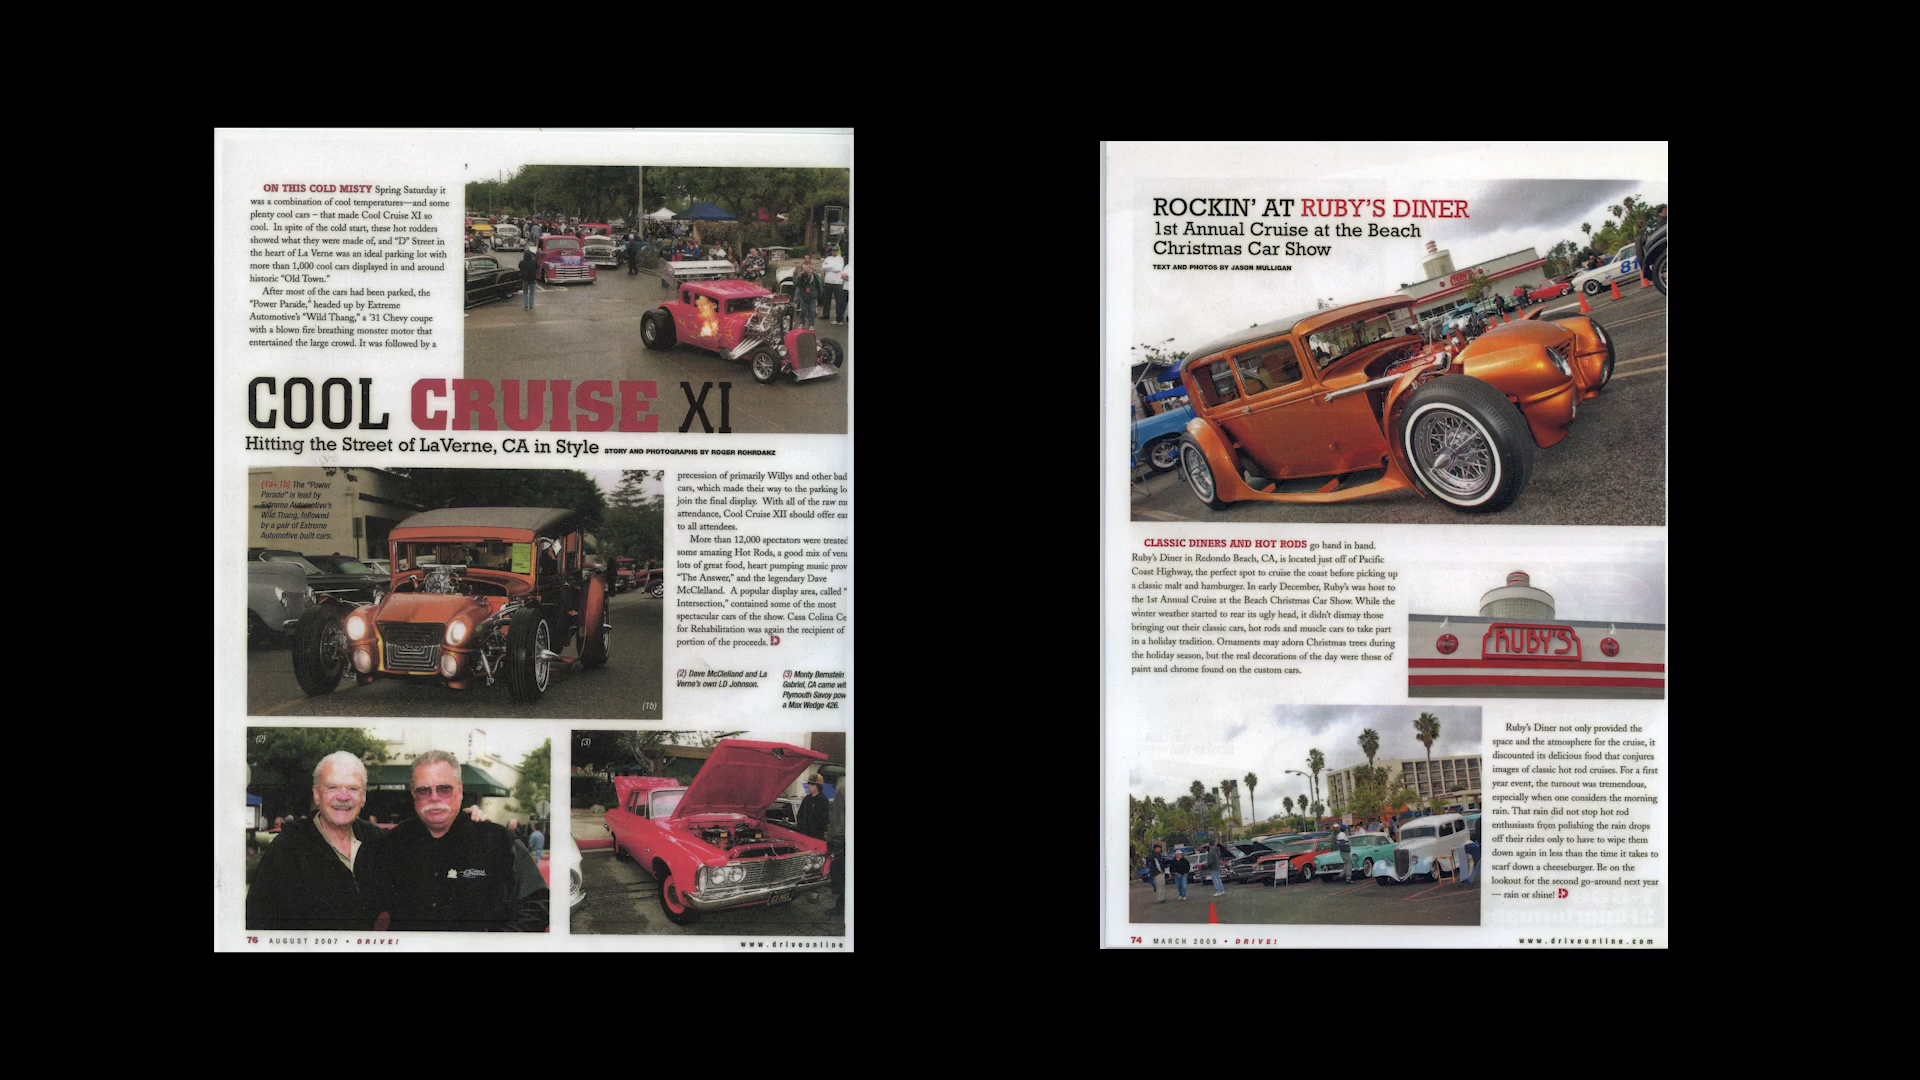 ON THIS COLD MISTY Spring Saturday it
was a combination of cool temperatures—and some
plenty cool cars – that made Cool Cruise XI so
cool. In spite of the cold start, these hot rodders
showed what they were made of, and "D" Street in
the heart of La Verne was an ideal parking lot with
more than 1,000 cool cars displayed in and around
historic "Old Town."
After most of the cars had been parked, the
"Power Parade," headed up by Extreme
Automotive's "Wild Thang," a '31 Chevy coupe
with a blown fire breathing monster motor that
entertained the large crowd. It was followed by a
COOL CRUISE XI
Hitting the Street of LaVerne, CA in Style STORY AND PHOTOGRAPHS BY ROGER ROHRDANZ
(1a+1b) The "Power
Parade" is lead by
Extreme Automotive's
Wild Thang, followed
by a pair of Extreme
Automotive built cars.
(1b)
precession of primarily Willys and other bad
cars, which made their way to the parking lo
join the final display. With all of the raw mu
attendance, Cool Cruise XII should offer ear
to all attendees.
More than 12,000 spectators were treated
some amazing Hot Rods, a good mix of vend
lots of great food, heart pumping music prov
"The Answer," and the legendary Dave
McClelland. A popular display area, called "
Intersection," contained some of the most
spectacular cars of the show. Casa Colina Ce
for Rehabilitation was again the recipient of
portion of the proceeds. D
(2) Dave McClelland and La
Verne's own LD Johnson.
(3) Monty Bernstein
Gabriel, CA came wit
Plymouth Savoy pow
a Max Wedge 426.
(2)
(3)
76 AUGUST 2007 • DRIVE!
www.driveonline
ROCKIN' AT RUBY'S DINER
1st Annual Cruise at the Beach
Christmas Car Show
TEXT AND PHOTOS BY JASON MULLIGAN
81
CLASSIC DINERS AND HOT RODS go hand in hand.
Ruby's Diner in Redondo Beach, CA, is located just off of Pacific
Coast Highway, the perfect spot to cruise the coast before picking up
a classic malt and hamburger. In early December, Ruby's was host to
the 1st Annual Cruise at the Beach Christmas Car Show. While the
winter weather started to rear its ugly head, it didn't dismay those
bringing out their classic cars, hot rods and muscle cars to take part
in a holiday tradition. Ornaments may adorn Christmas trees during
the holiday season, but the real decorations of the day were those of
paint and chrome found on the custom cars.
RUBY'S
Ruby's Diner not only provided the
space and the atmosphere for the cruise, it
discounted its delicious food that conjures
images of classic hot rod cruises. For a first
year event, the turnout was tremendous,
especially when one considers the morning
rain. That rain did not stop hot rod
enthusiasts from polishing the rain drops
off their rides only to have to wipe them
down again in less than the time it takes to
scarf down a cheeseburger. Be on the
lookout for the second go-around next year
— rain or shine! D
74 MARCH 2009 • DRIVE!
www.driveonline.com